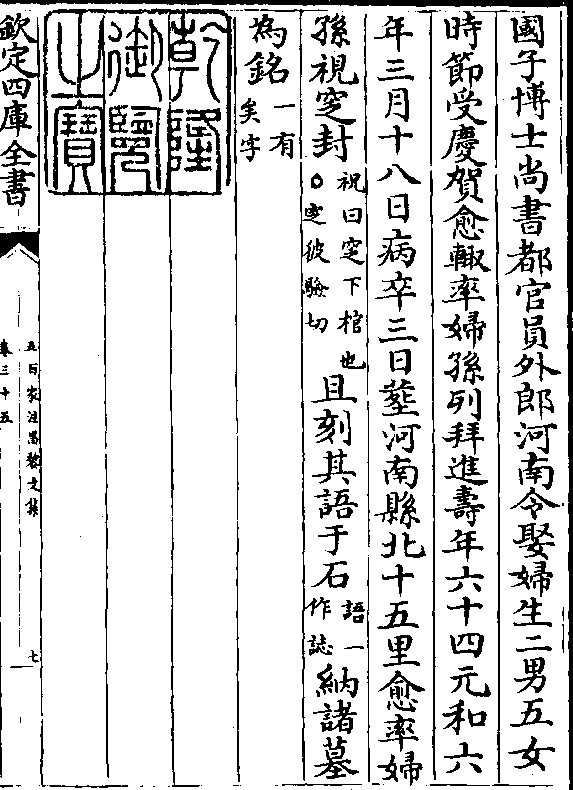 國子博士尚書都官員外郎河南令娶婦生二男五女
時節受慶賀愈輙率婦孫列拜進壽年六十四元和六
年三月十八日病卒三日塟河南縣北十五里愈率婦
孫視窆封祝曰窆下棺也○窆彼驗切且刻其語于石語一作誌納諸墓
為銘一有矣字
乾隆御覽之寶
欽定四庫全書
五百家注昌黎文集
卷三十五
七